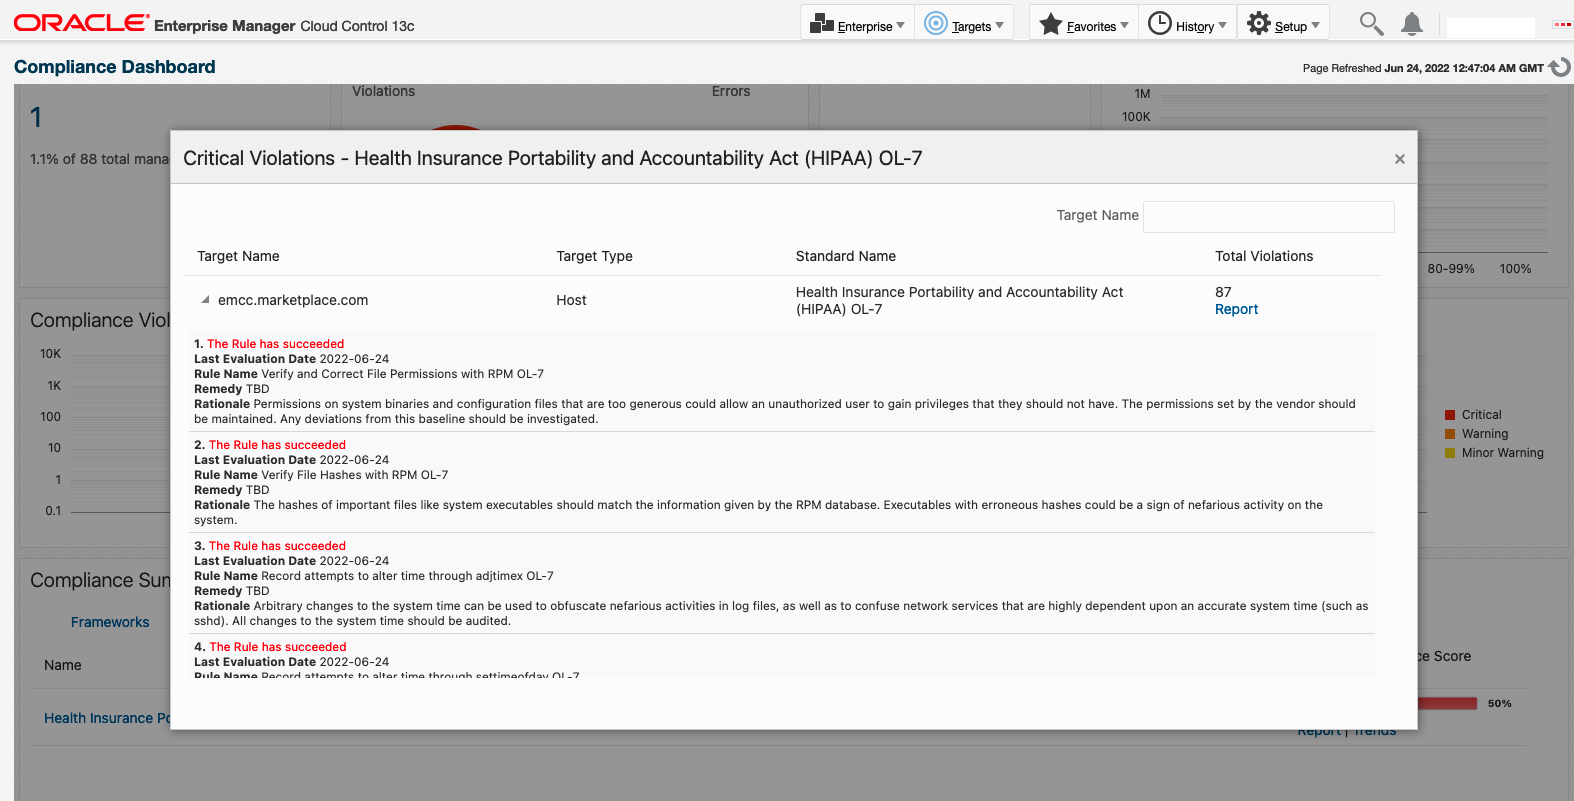 ORACLE Enterprise Manager Cloud Control 13c
Enterprise
Targets
Favorites
History
Setup
Compliance Dashboard
Page Refreshed Jun 24, 2022 12:47:04 AM GMT
1
1.1% of 88 total mana
Violations
Errors
1M
100K
80-99%
100%
Critical Violations - Health Insurance Portability and Accountability Act (HIPAA) OL-7
×
Target Name
Target Name
Target Type
Standard Name
Total Violations
emcc.marketplace.com
Host
Health Insurance Portability and Accountability Act
(HIPAA) OL-7
87
Report
1. The Rule has succeeded
Last Evaluation Date 2022-06-24
Rule Name Verify and Correct File Permissions with RPM OL-7
Remedy TBD
Rationale Permissions on system binaries and configuration files that are too generous could allow an unauthorized user to gain privileges that they should not have. The permissions set by the vendor should
be maintained. Any deviations from this baseline should be investigated.
2. The Rule has succeeded
Last Evaluation Date 2022-06-24
Rule Name Verify File Hashes with RPM OL-7
Remedy TBD
Rationale The hashes of important files like system executables should match the information given by the RPM database. Executables with erroneous hashes could be a sign of nefarious activity on the
system.
3. The Rule has succeeded
Last Evaluation Date 2022-06-24
Rule Name Record attempts to alter time through adjtimex OL-7
Remedy TBD
Rationale Arbitrary changes to the system time can be used to obfuscate nefarious activities in log files, as well as to confuse network services that are highly dependent upon an accurate system time (such as
sshd). All changes to the system time should be audited.
4. The Rule has succeeded
Last Evaluation Date 2022-06-24
Rule Name Record attempts to alter time through settimeofday OL-7
Compliance Viol
10K
1K
100
10
1
0.1
Critical
Warning
Minor Warning
Compliance Sum
Frameworks
Name
ce Score
Health Insurance Po
50%
Report | Trends